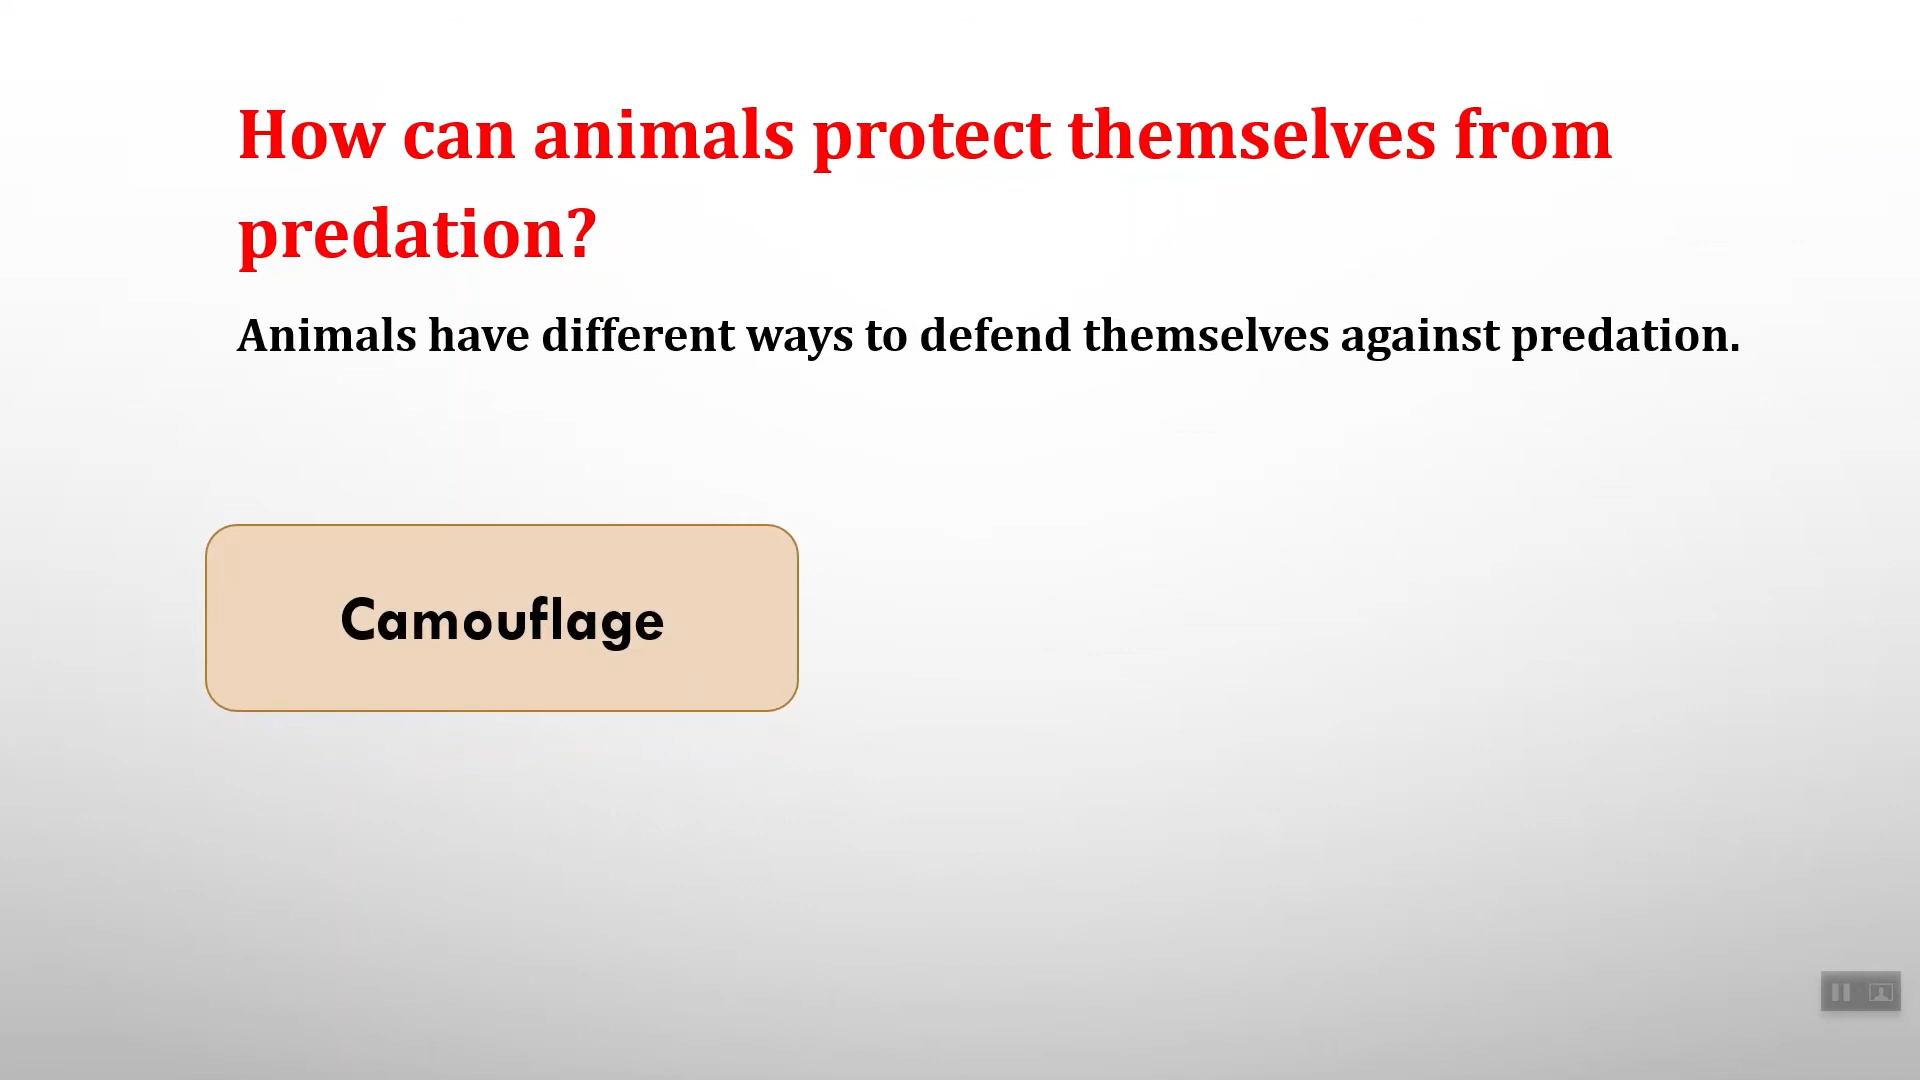 How can animals protect themselves from
predation?
Animals have different ways to defend themselves against predation.
Camouflage